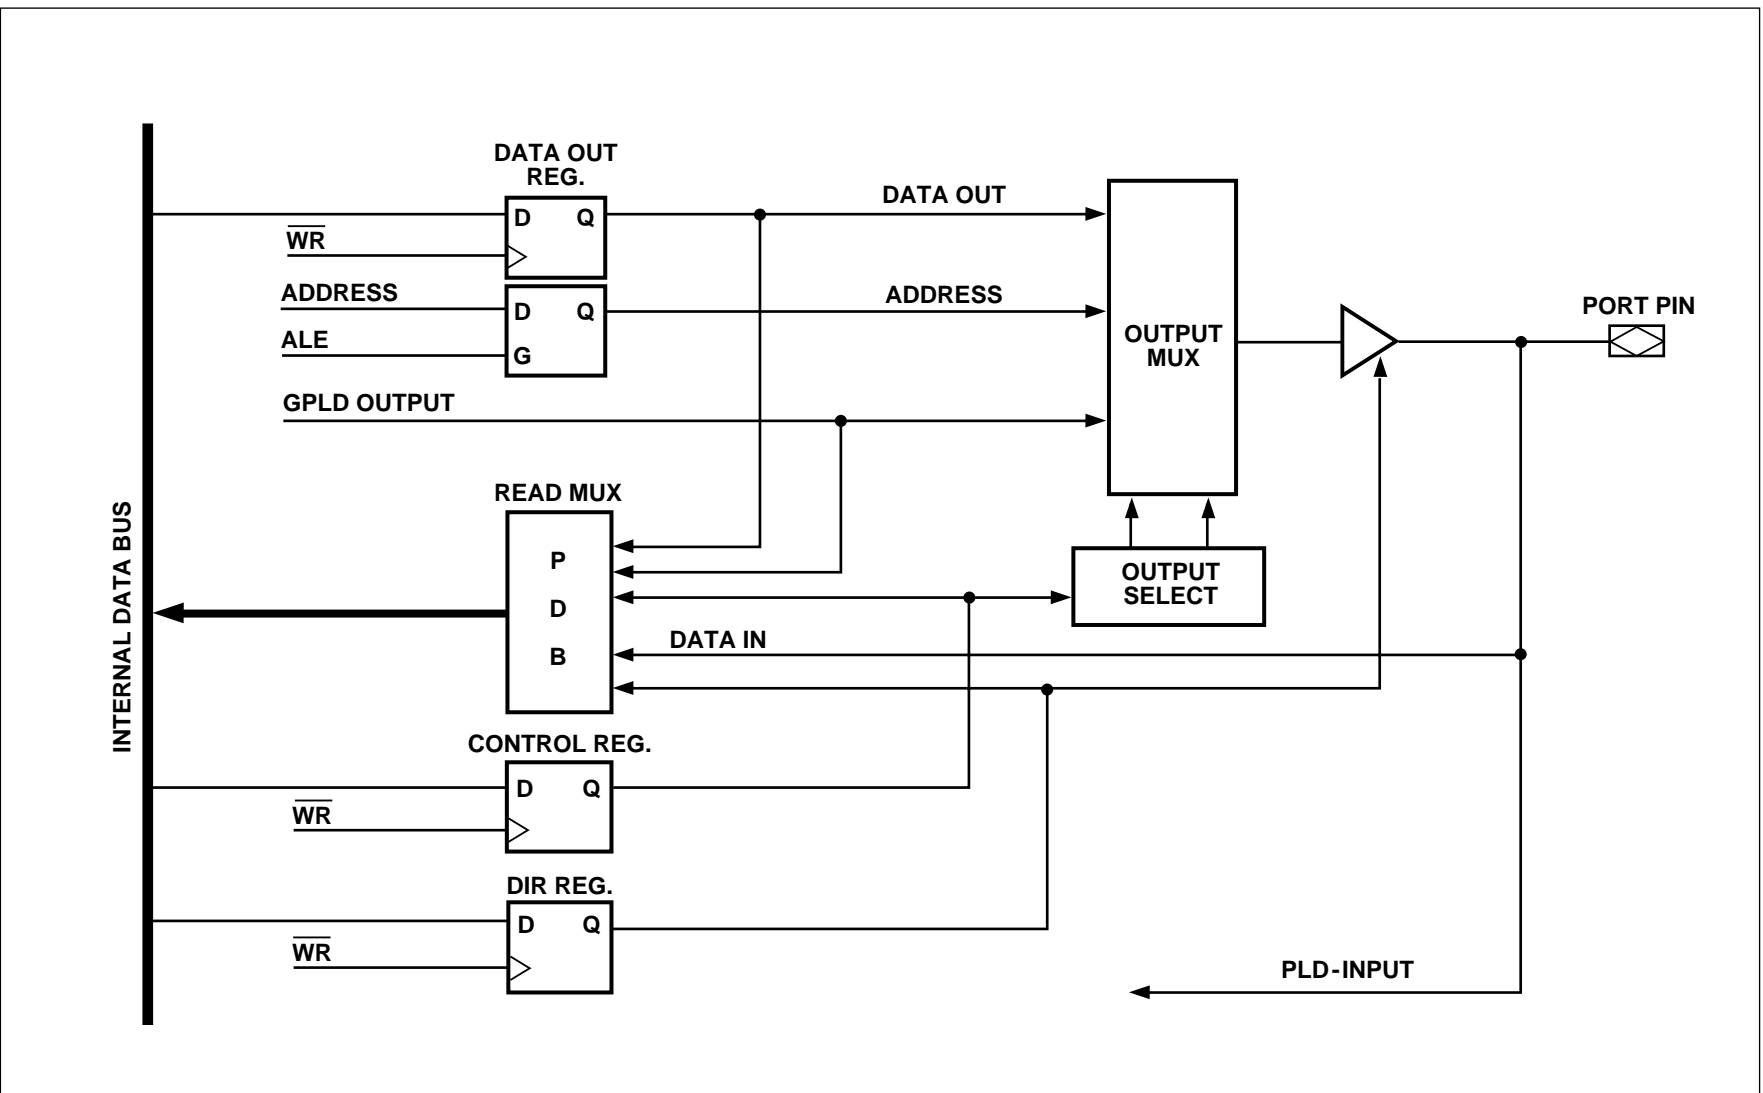 DATA OUT
REG.
D Q
DATA OUT
WR
ADDRESS
D Q
ADDRESS
ALE
G
GPLD OUTPUT
OUTPUT
MUX
PORT PIN
READ MUX
P
D
B
OUTPUT
SELECT
DATA IN
INTERNAL DATA BUS
CONTROL REG.
D Q
WR
DIR REG.
D Q
WR
PLD-INPUT